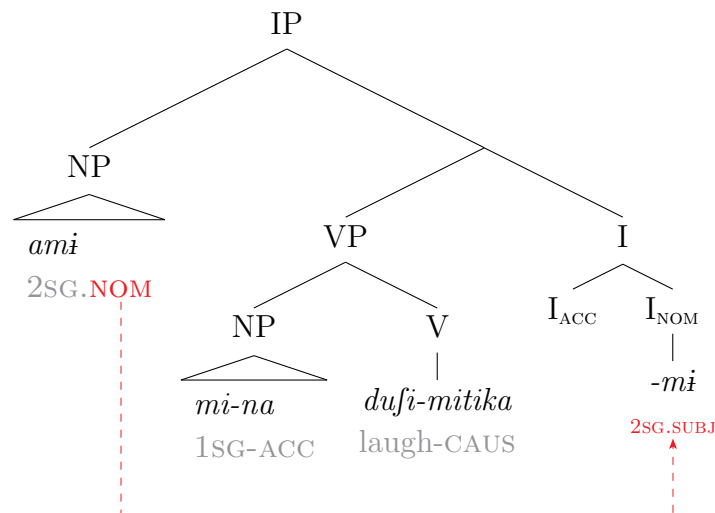 IP
NP
amɨ
2SG.NOM
VP
I
NP
V
I_ACC
I_NOM
mi-na
1SG-ACC
duʃi-mitika
laugh-CAUS
-mɨ
2SG.SUBJ